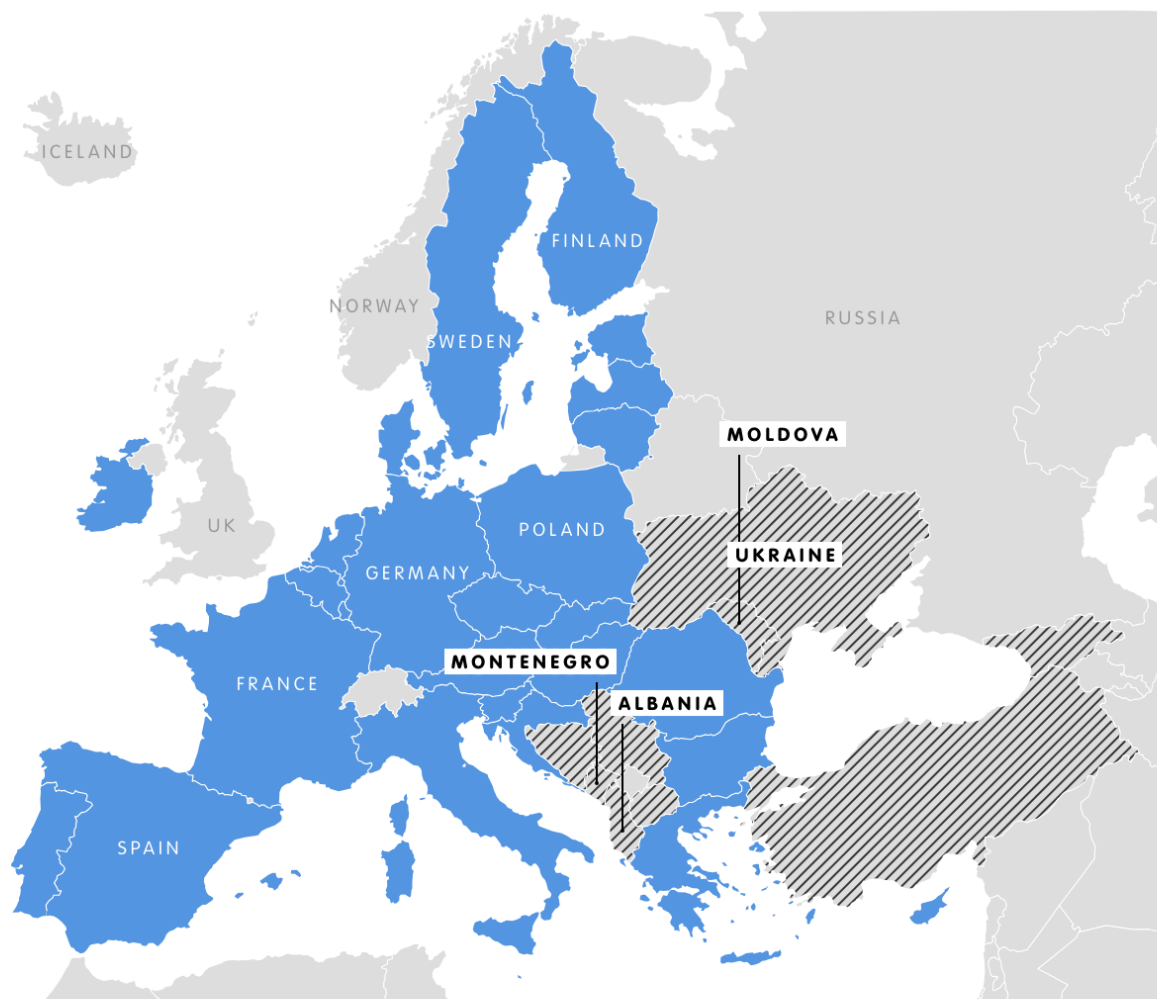 ICELAND
FINLAND
NORWAY
RUSSIA
SWEDEN
MOLDOVA
UK
POLAND
UKRAINE
GERMANY
MONTENEGRO
FRANCE
ALBANIA
SPAIN